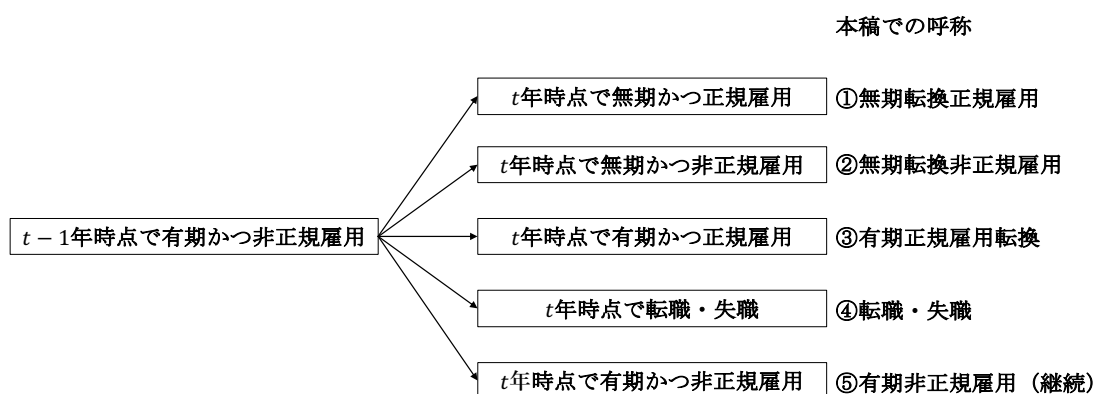 本稿での呼称
t年時点で無期かつ正規雇用 ①無期転換正規雇用
t年時点で無期かつ非正規雇用 ②無期転換非正規雇用
t − 1年時点で有期かつ非正規雇用 t年時点で有期かつ正規雇用 ③有期正規雇用転換
t年時点で転職・失職 ④転職・失職
t年時点で有期かつ非正規雇用 ⑤有期非正規雇用（継続）